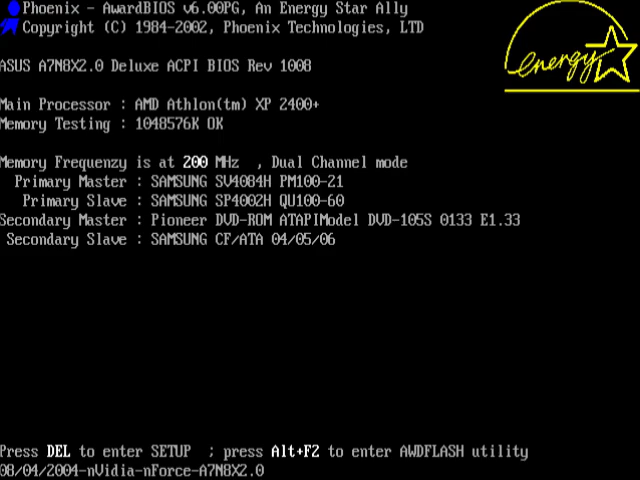 Phoenix - AwardBIOS v6.00PG, An Energy Star Ally
Copyright (C) 1984-2002, Phoenix Technologies, LTD
energy
ASUS A7N8X2.0 Deluxe ACPI BIOS Rev 1008
Main Processor : AMD Athlon(tm) XP 2400+
Memory Testing : 1048576K OK
Memory Frequenzy is at 200 MHz , Dual Channel mode
Primary Master : SAMSUNG SV4084H PM100-21
Primary Slave : SAMSUNG SP4002H QU100-60
Secondary Master : Pioneer DVD-ROM ATAPIModel DVD-105S 0133 E1.33
Secondary Slave : SAMSUNG CF/ATA 04/05/06
Press DEL to enter SETUP ; press Alt+F2 to enter AWDFLASH utility
08/04/2004-nVidia-nForce-A7N8X2.0